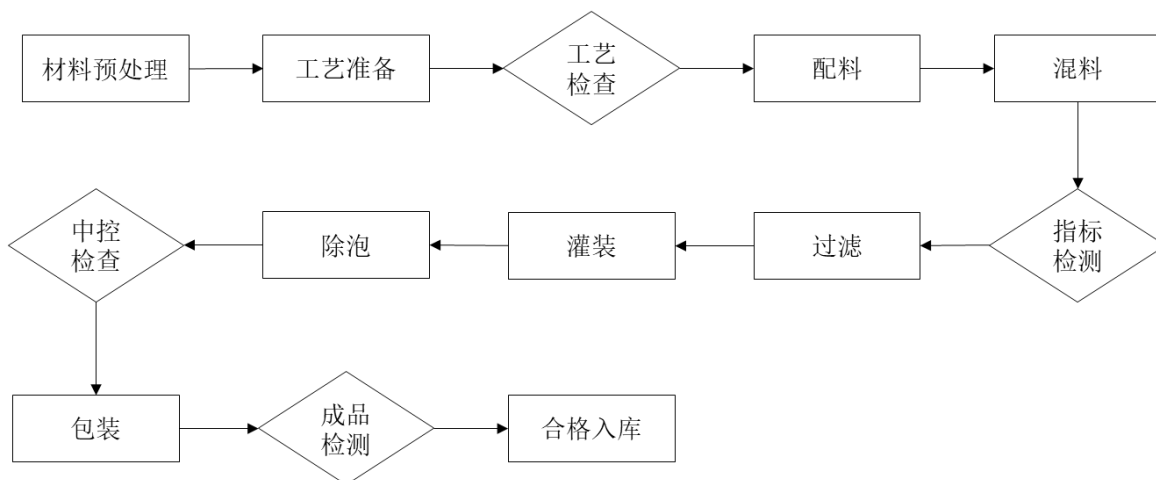 材料预处理
工艺准备
工艺
检查
配料
混料
指标
检测
过滤
灌装
除泡
中控
检查
包装
成品
检测
合格入库